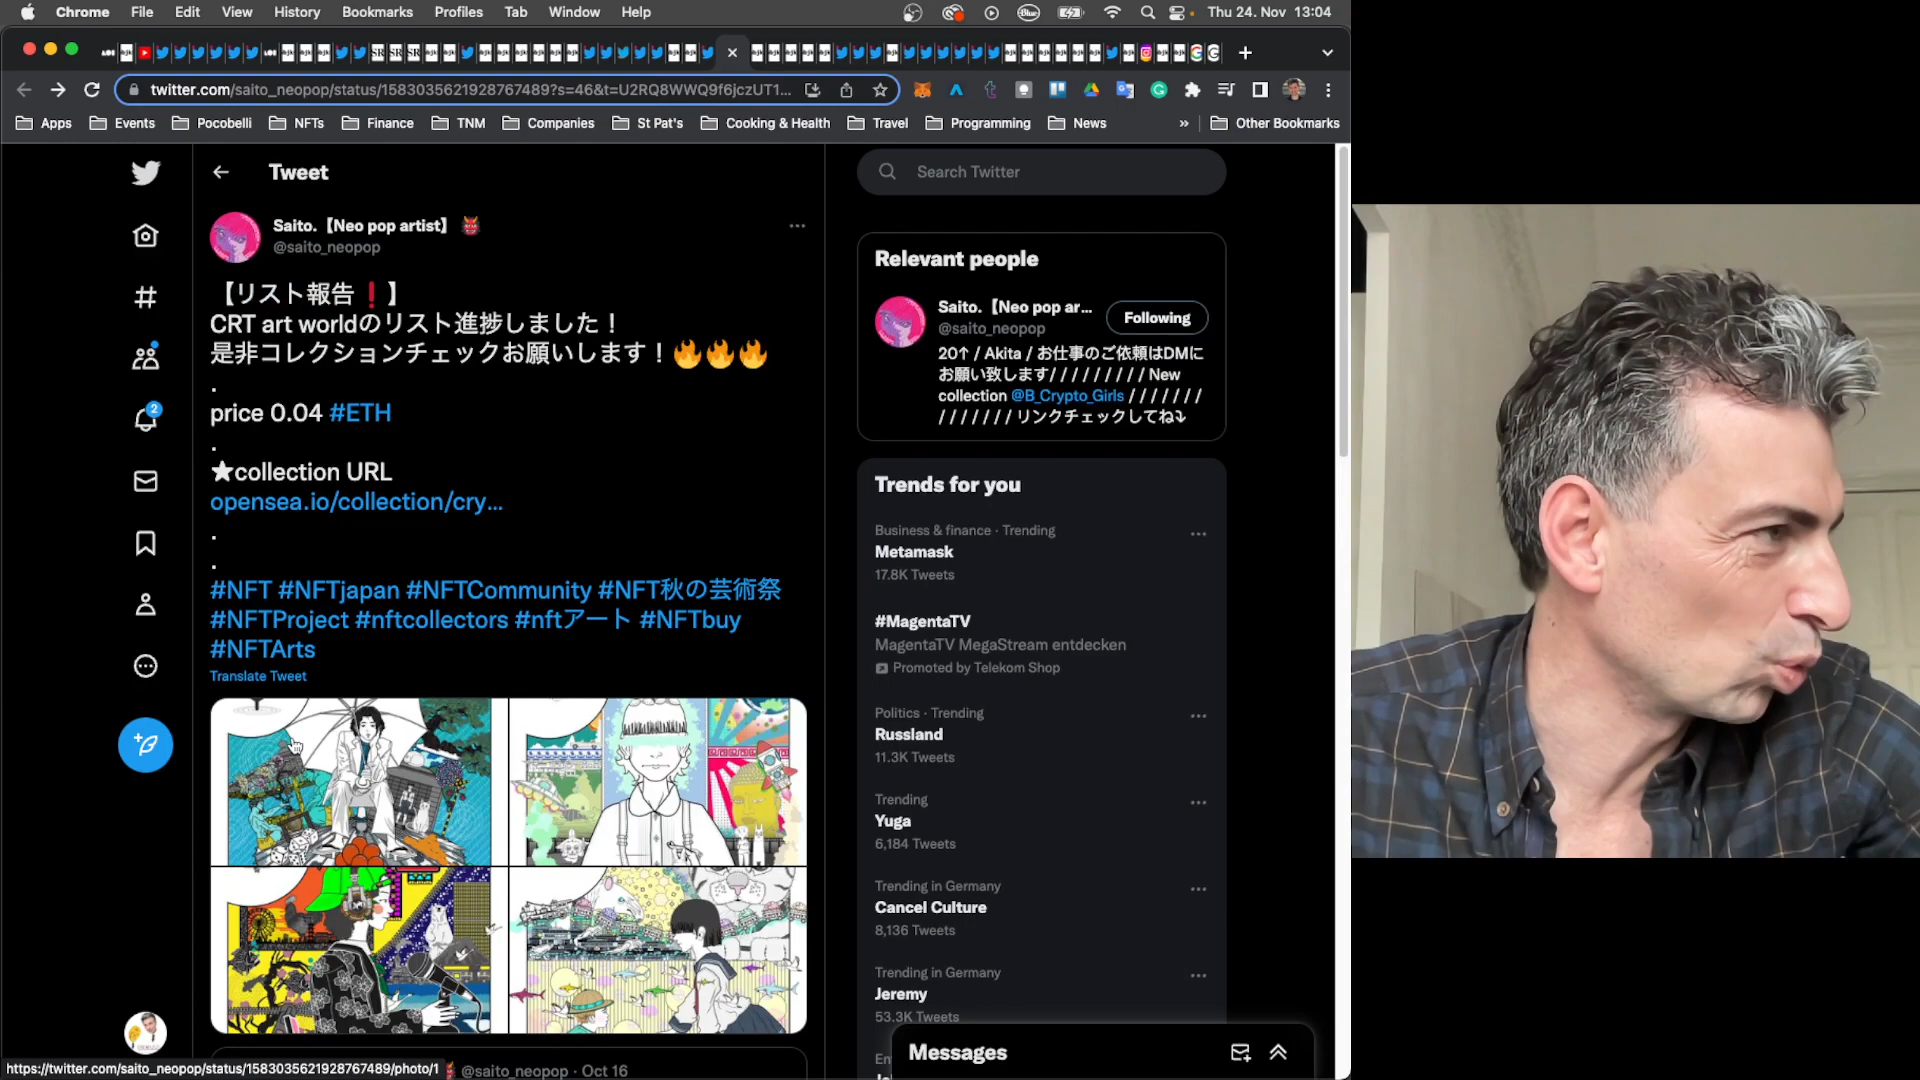 Chrome File Edit View History Bookmarks Profiles Tab Window Help
Thu 24. Nov 13:04
twitter.com/saito_neopop/status/1583035621928767489?s=46&t=U2RQ8WWQ9f6jczUT1...
Apps Events Pocobelli NFTs Finance TNM Companies St Pat's Cooking & Health Travel Programming News » Other Bookmarks
Tweet
Saito.【Neo pop artist】 👹
@saito_neopop
【リスト報告❗】
CRT art worldのリスト進捗しました！
是非コレクションチェックお願いします！🔥🔥🔥
.
price 0.04 #ETH
.
★collection URL
opensea.io/collection/cry...
.
.
#NFT #NFTjapan #NFTCommunity #NFT秋の芸術祭
#NFTProject #nftcollectors #nftアート #NFTbuy
#NFTArts
Translate Tweet
@saito_neopop · Oct 16
https://twitter.com/saito_neopop/status/1583035621928767489/photo/1
2
Search Twitter
Relevant people
Saito.【Neo pop ar...
@saito_neopop
Following
20↑ / Akita / お仕事のご依頼はDMに
お願い致します/ / / / / / / / / New
collection @B_Crypto_Girls / / / / / / /
/ / / / / / / リンクチェックしてね⤵
Trends for you
Business & finance · Trending
Metamask
17.8K Tweets
#MagentaTV
MagentaTV MegaStream entdecken
Promoted by Telekom Shop
Politics · Trending
Russland
11.3K Tweets
Trending
Yuga
6,184 Tweets
Trending in Germany
Cancel Culture
8,136 Tweets
Trending in Germany
Jeremy
53.3K Tweets
Messages